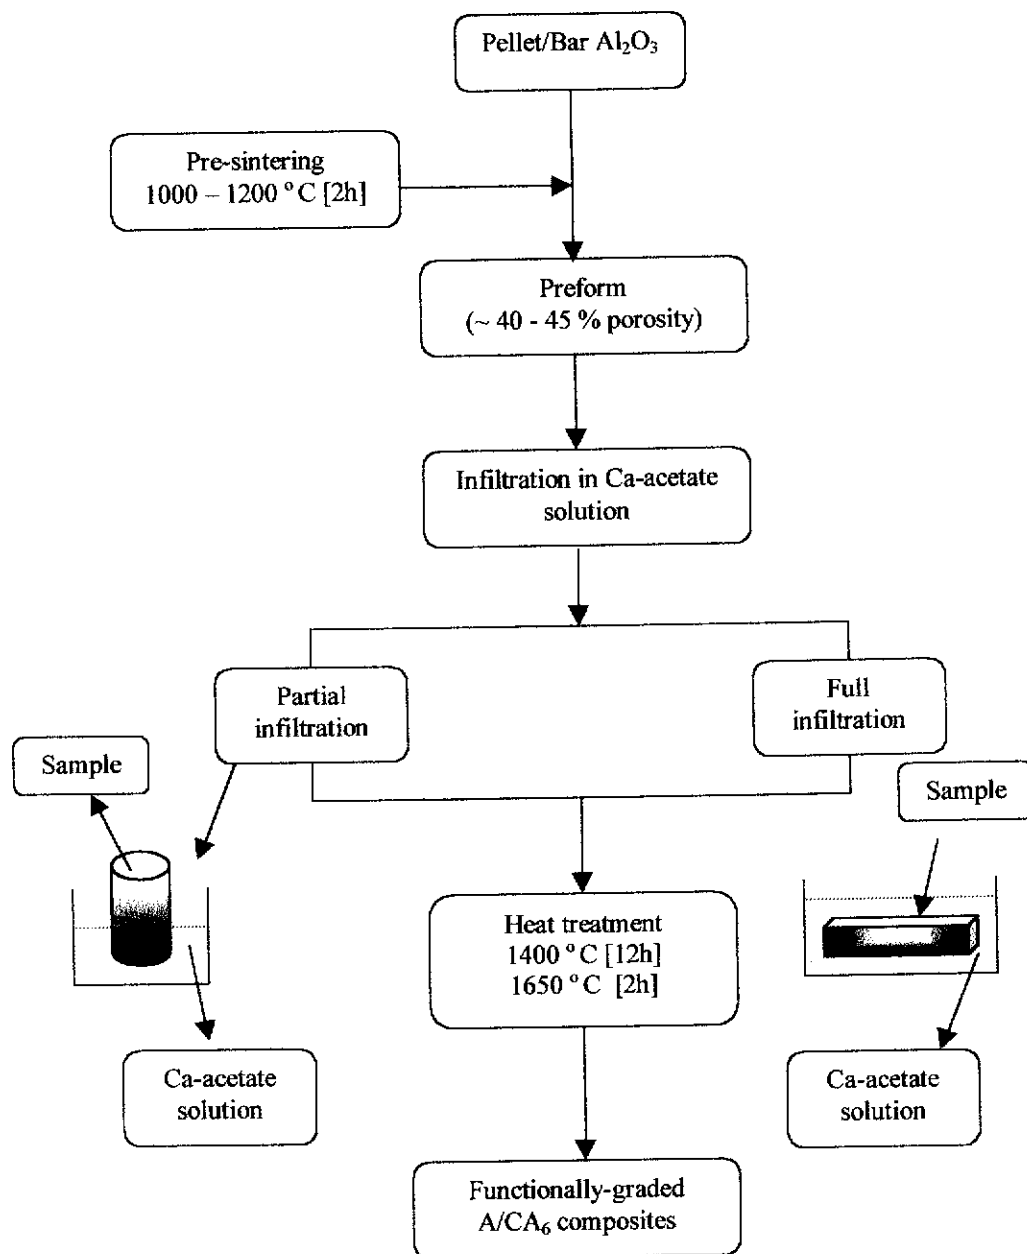 Pellet/Bar Al₂O₃
Pre-sintering
1000 – 1200 °C [2h]
Preform
(~ 40 - 45 % porosity)
Infiltration in Ca-acetate
solution
Partial
infiltration
Full
infiltration
Sample
Sample
Heat treatment
1400 °C [12h]
1650 °C [2h]
Ca-acetate
solution
Ca-acetate
solution
Functionally-graded
A/CA₆ composites